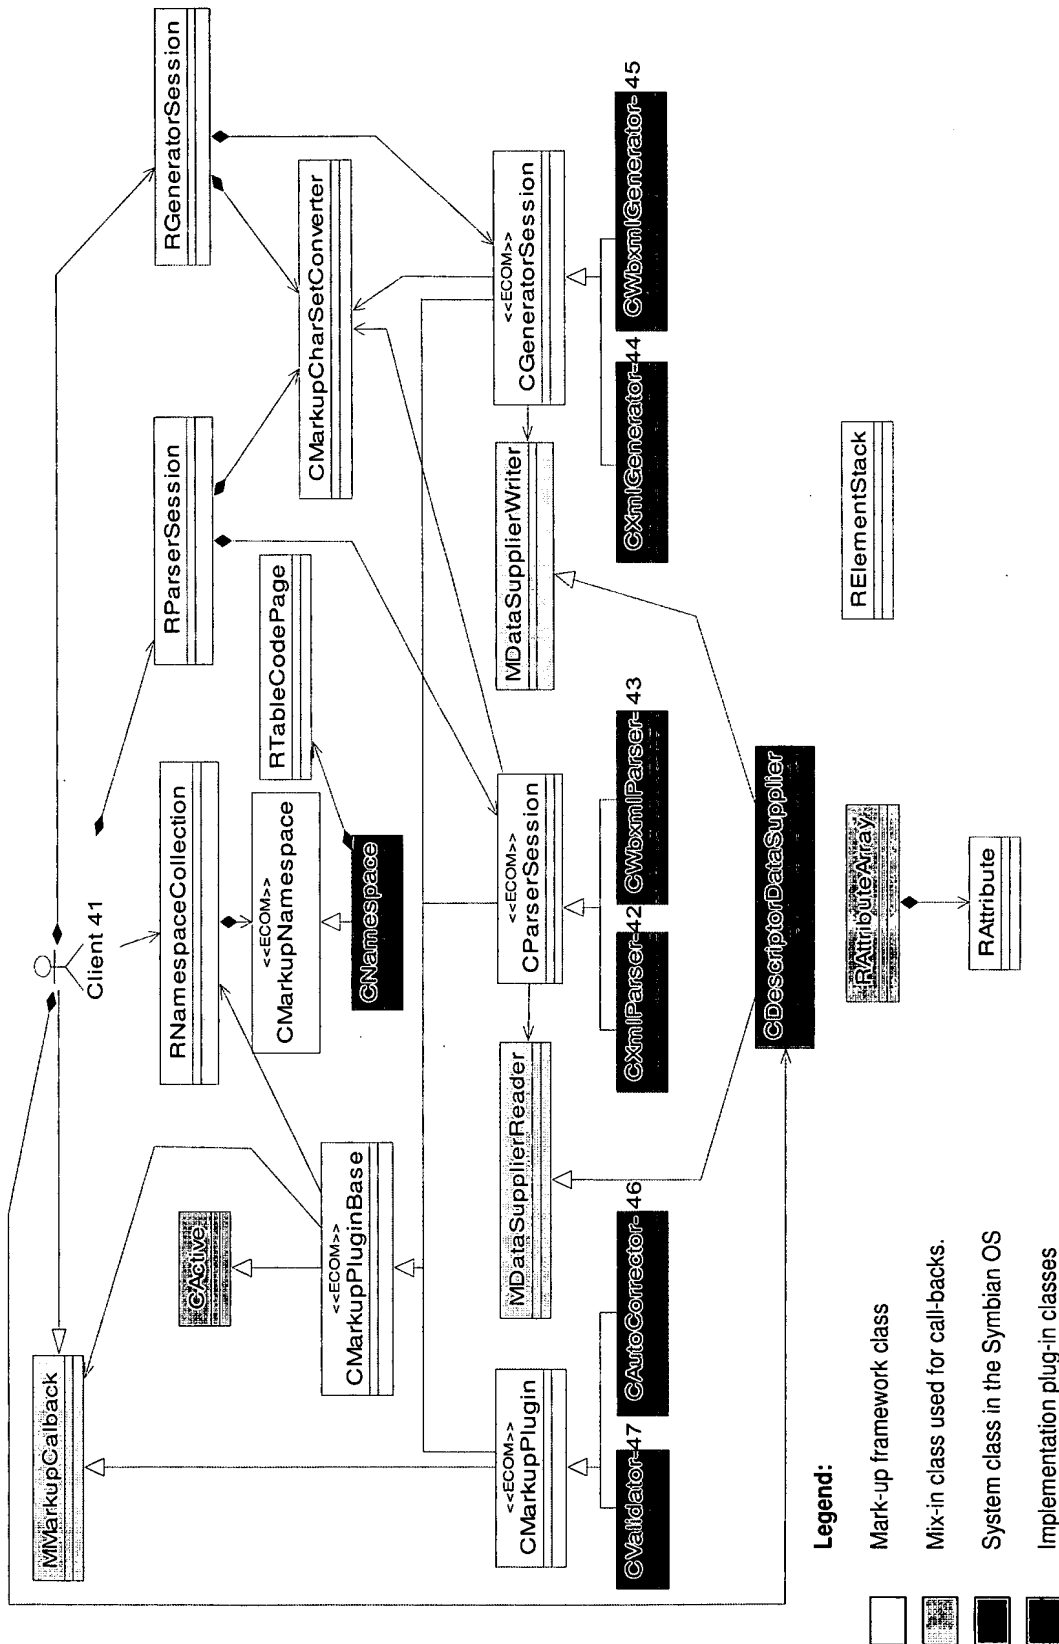 RGeneratorSession
RParserSession
Client 41
RNamespaceCollection
MMarkupCalback
CActive
CMarkupCharSetConverter
RTableCodePage
<<ECOM>>
CMarkupNamespace
CNamespace
<<ECOM>>
CMarkupPluginBase
<<ECOM>>
CGeneratorSession
MDataSupplierWriter
<<ECOM>>
CParserSession
MDataSupplierReader
<<ECOM>>
CMarkupPlugin
CWbxmlGenerator-45
CXmlGenerator-44
CWbxmlParser-43
CXmlParser-42
CAutoCorrector-46
CValidator-47
CDescriptorDataSupplier
RElementStack
RAttributeArray
RAttribute
Legend:
Mark-up framework class
Mix-in class used for call-backs.
System class in the Symbian OS
Implementation plug-in classes